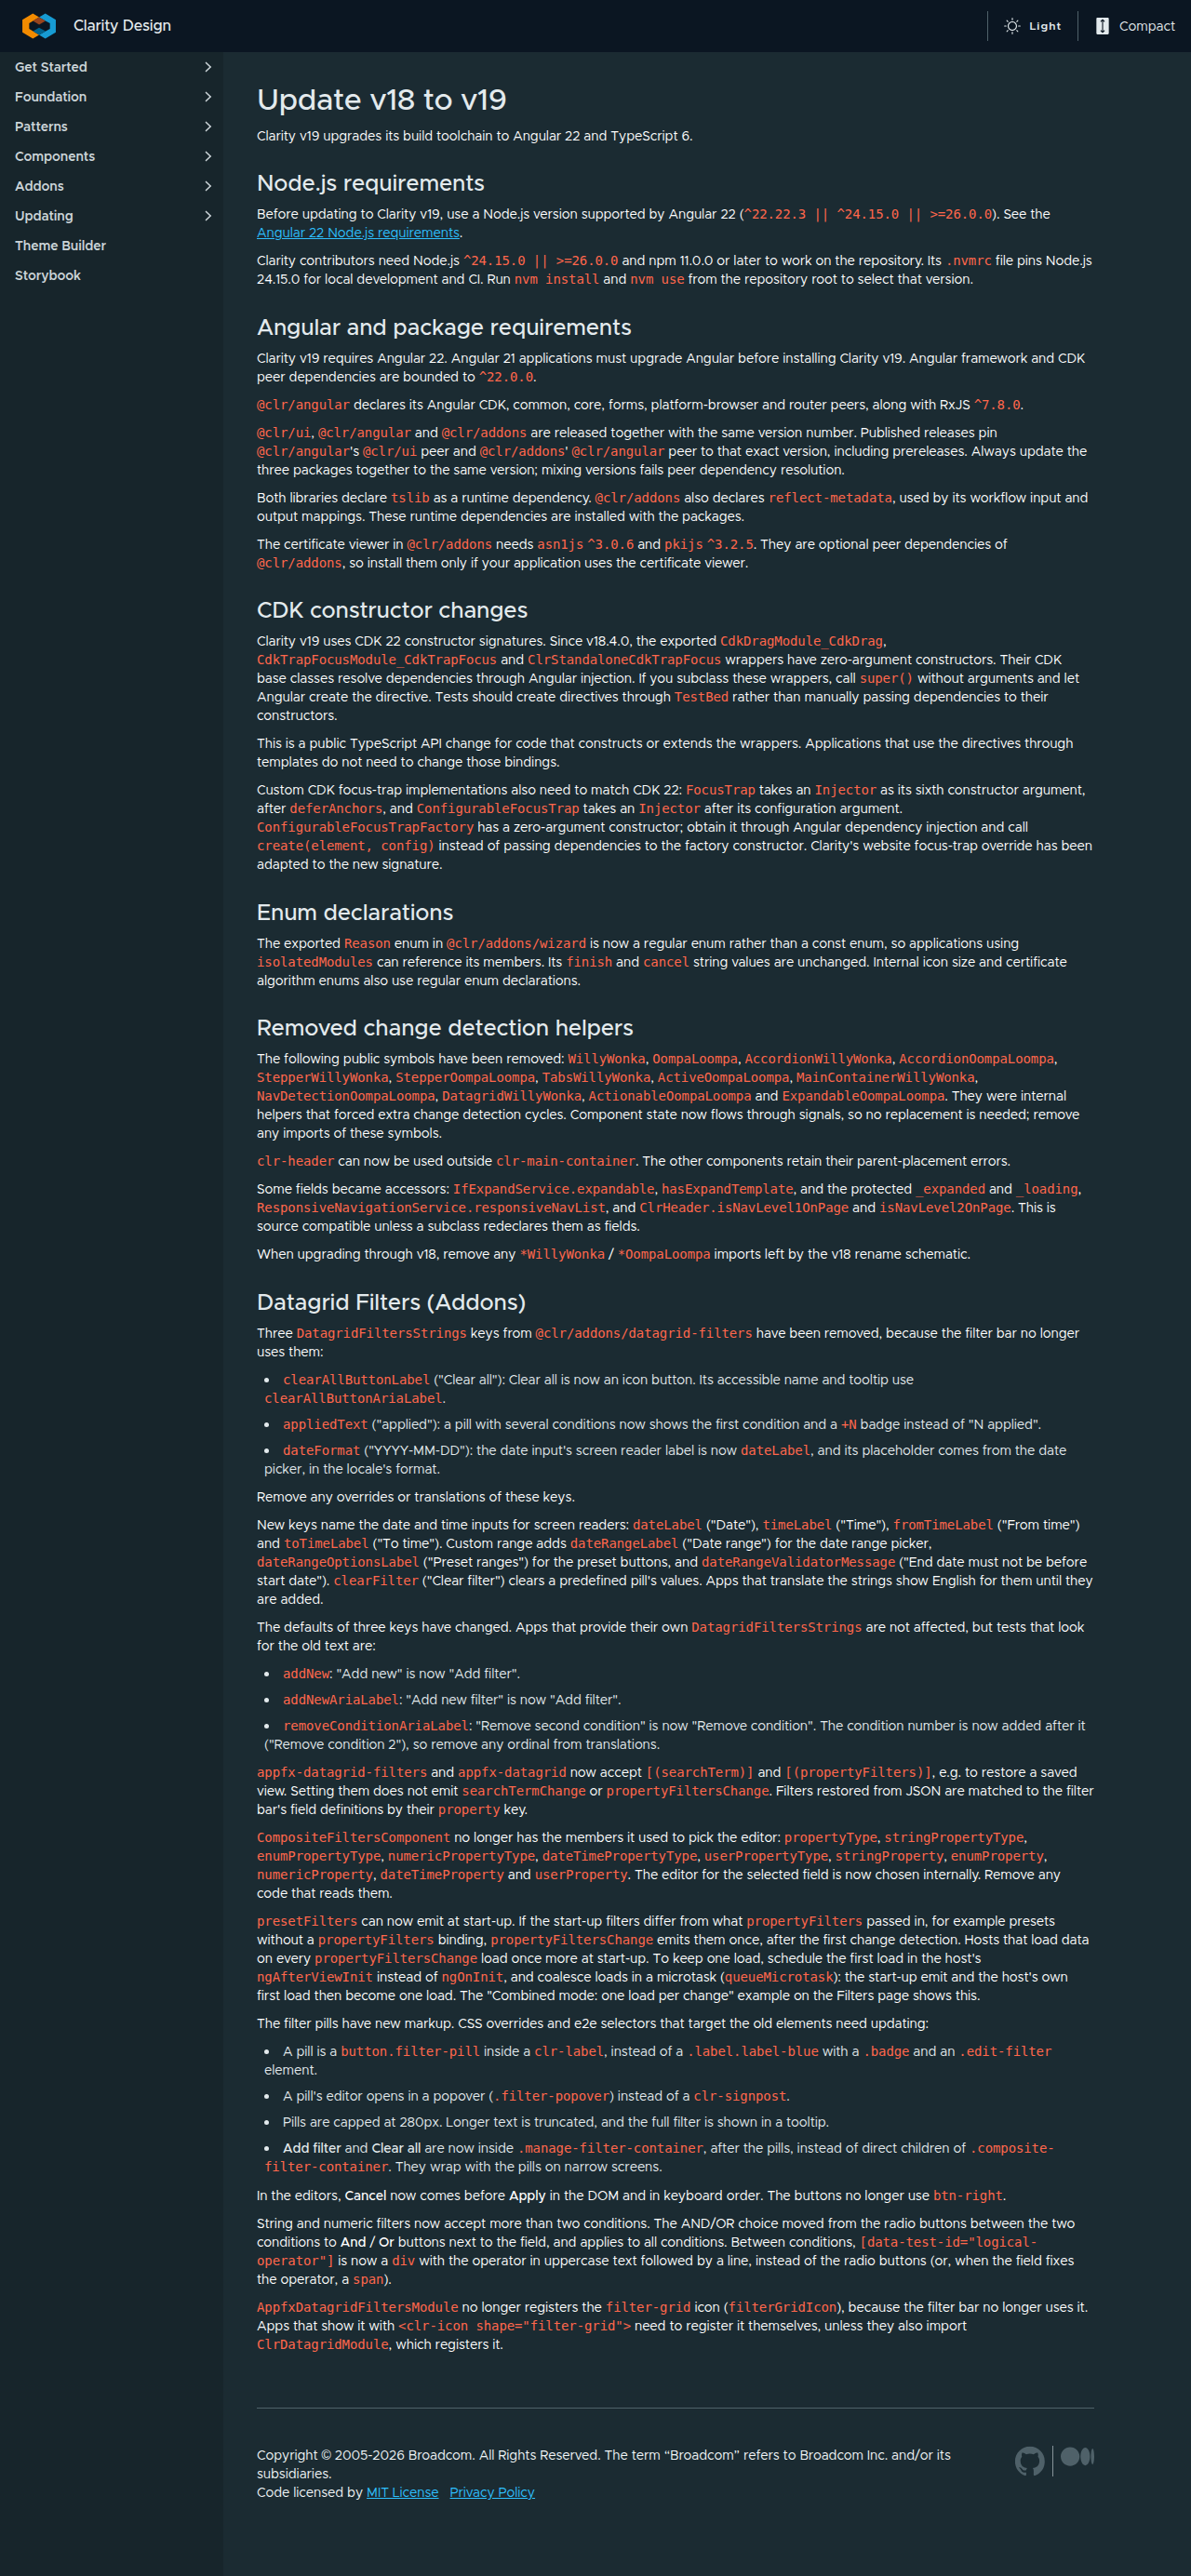 Clarity Design
Light
Compact
Get Started
Foundation
Patterns
Components
Addons
Updating
Theme Builder
Storybook
Update v18 to v19
Clarity v19 upgrades its build toolchain to Angular 22 and TypeScript 6.
Node.js requirements
Before updating to Clarity v19, use a Node.js version supported by Angular 22 (^22.22.3 || ^24.15.0 || >=26.0.0). See the
Angular 22 Node.js requirements.
Clarity contributors need Node.js ^24.15.0 || >=26.0.0 and npm 11.0.0 or later to work on the repository. Its .nvmrc file pins Node.js
24.15.0 for local development and CI. Run nvm install and nvm use from the repository root to select that version.
Angular and package requirements
Clarity v19 requires Angular 22. Angular 21 applications must upgrade Angular before installing Clarity v19. Angular framework and CDK
peer dependencies are bounded to ^22.0.0.
@clr/angular declares its Angular CDK, common, core, forms, platform-browser and router peers, along with RxJS ^7.8.0.
@clr/ui, @clr/angular and @clr/addons are released together with the same version number. Published releases pin
@clr/angular's @clr/ui peer and @clr/addons' @clr/angular peer to that exact version, including prereleases. Always update the
three packages together to the same version; mixing versions fails peer dependency resolution.
Both libraries declare tslib as a runtime dependency. @clr/addons also declares reflect-metadata, used by its workflow input and
output mappings. These runtime dependencies are installed with the packages.
The certificate viewer in @clr/addons needs asn1js ^3.0.6 and pkijs ^3.2.5. They are optional peer dependencies of
@clr/addons, so install them only if your application uses the certificate viewer.
CDK constructor changes
Clarity v19 uses CDK 22 constructor signatures. Since v18.4.0, the exported CdkDragModule_CdkDrag,
CdkTrapFocusModule_CdkTrapFocus and ClrStandaloneCdkTrapFocus wrappers have zero-argument constructors. Their CDK
base classes resolve dependencies through Angular injection. If you subclass these wrappers, call super() without arguments and let
Angular create the directive. Tests should create directives through TestBed rather than manually passing dependencies to their
constructors.
This is a public TypeScript API change for code that constructs or extends the wrappers. Applications that use the directives through
templates do not need to change those bindings.
Custom CDK focus-trap implementations also need to match CDK 22: FocusTrap takes an Injector as its sixth constructor argument,
after deferAnchors, and ConfigurableFocusTrap takes an Injector after its configuration argument.
ConfigurableFocusTrapFactory has a zero-argument constructor; obtain it through Angular dependency injection and call
create(element, config) instead of passing dependencies to the factory constructor. Clarity's website focus-trap override has been
adapted to the new signature.
Enum declarations
The exported Reason enum in @clr/addons/wizard is now a regular enum rather than a const enum, so applications using
isolatedModules can reference its members. Its finish and cancel string values are unchanged. Internal icon size and certificate
algorithm enums also use regular enum declarations.
Removed change detection helpers
The following public symbols have been removed: WillyWonka, OompaLoompa, AccordionWillyWonka, AccordionOompaLoompa,
StepperWillyWonka, StepperOompaLoompa, TabsWillyWonka, ActiveOompaLoompa, MainContainerWillyWonka,
NavDetectionOompaLoompa, DatagridWillyWonka, ActionableOompaLoompa and ExpandableOompaLoompa. They were internal
helpers that forced extra change detection cycles. Component state now flows through signals, so no replacement is needed; remove
any imports of these symbols.
clr-header can now be used outside clr-main-container. The other components retain their parent-placement errors.
Some fields became accessors: IfExpandService.expandable, hasExpandTemplate, and the protected _expanded and _loading,
ResponsiveNavigationService.responsiveNavList, and ClrHeader.isNavLevel1OnPage and isNavLevel2OnPage. This is
source compatible unless a subclass redeclares them as fields.
When upgrading through v18, remove any *WillyWonka / *OompaLoompa imports left by the v18 rename schematic.
Datagrid Filters (Addons)
Three DatagridFiltersStrings keys from @clr/addons/datagrid-filters have been removed, because the filter bar no longer
uses them:
• clearAllButtonLabel ("Clear all"): Clear all is now an icon button. Its accessible name and tooltip use
clearAllButtonAriaLabel.
• appliedText ("applied"): a pill with several conditions now shows the first condition and a +N badge instead of "N applied".
• dateFormat ("YYYY-MM-DD"): the date input's screen reader label is now dateLabel, and its placeholder comes from the date
picker, in the locale's format.
Remove any overrides or translations of these keys.
New keys name the date and time inputs for screen readers: dateLabel ("Date"), timeLabel ("Time"), fromTimeLabel ("From time")
and toTimeLabel ("To time"). Custom range adds dateRangeLabel ("Date range") for the date range picker,
dateRangeOptionsLabel ("Preset ranges") for the preset buttons, and dateRangeValidatorMessage ("End date must not be before
start date"). clearFilter ("Clear filter") clears a predefined pill's values. Apps that translate the strings show English for them until they
are added.
The defaults of three keys have changed. Apps that provide their own DatagridFiltersStrings are not affected, but tests that look
for the old text are:
• addNew: "Add new" is now "Add filter".
• addNewAriaLabel: "Add new filter" is now "Add filter".
• removeConditionAriaLabel: "Remove second condition" is now "Remove condition". The condition number is now added after it
("Remove condition 2"), so remove any ordinal from translations.
appfx-datagrid-filters and appfx-datagrid now accept [(searchTerm)] and [(propertyFilters)], e.g. to restore a saved
view. Setting them does not emit searchTermChange or propertyFiltersChange. Filters restored from JSON are matched to the filter
bar's field definitions by their property key.
CompositeFiltersComponent no longer has the members it used to pick the editor: propertyType, stringPropertyType,
enumPropertyType, numericPropertyType, dateTimePropertyType, userPropertyType, stringProperty, enumProperty,
numericProperty, dateTimeProperty and userProperty. The editor for the selected field is now chosen internally. Remove any
code that reads them.
presetFilters can now emit at start-up. If the start-up filters differ from what propertyFilters passed in, for example presets
without a propertyFilters binding, propertyFiltersChange emits them once, after the first change detection. Hosts that load data
on every propertyFiltersChange load once more at start-up. To keep one load, schedule the first load in the host's
ngAfterViewInit instead of ngOnInit, and coalesce loads in a microtask (queueMicrotask): the start-up emit and the host's own
first load then become one load. The "Combined mode: one load per change" example on the Filters page shows this.
The filter pills have new markup. CSS overrides and e2e selectors that target the old elements need updating:
• A pill is a button.filter-pill inside a clr-label, instead of a .label.label-blue with a .badge and an .edit-filter
element.
• A pill's editor opens in a popover (.filter-popover) instead of a clr-signpost.
• Pills are capped at 280px. Longer text is truncated, and the full filter is shown in a tooltip.
• Add filter and Clear all are now inside .manage-filter-container, after the pills, instead of direct children of .composite-
filter-container. They wrap with the pills on narrow screens.
In the editors, Cancel now comes before Apply in the DOM and in keyboard order. The buttons no longer use btn-right.
String and numeric filters now accept more than two conditions. The AND/OR choice moved from the radio buttons between the two
conditions to And / Or buttons next to the field, and applies to all conditions. Between conditions, [data-test-id="logical-
operator"] is now a div with the operator in uppercase text followed by a line, instead of the radio buttons (or, when the field fixes
the operator, a span).
AppfxDatagridFiltersModule no longer registers the filter-grid icon (filterGridIcon), because the filter bar no longer uses it.
Apps that show it with <clr-icon shape="filter-grid"> need to register it themselves, unless they also import
ClrDatagridModule, which registers it.
Copyright © 2005-2026 Broadcom. All Rights Reserved. The term “Broadcom” refers to Broadcom Inc. and/or its
subsidiaries.
Code licensed by MIT License Privacy Policy